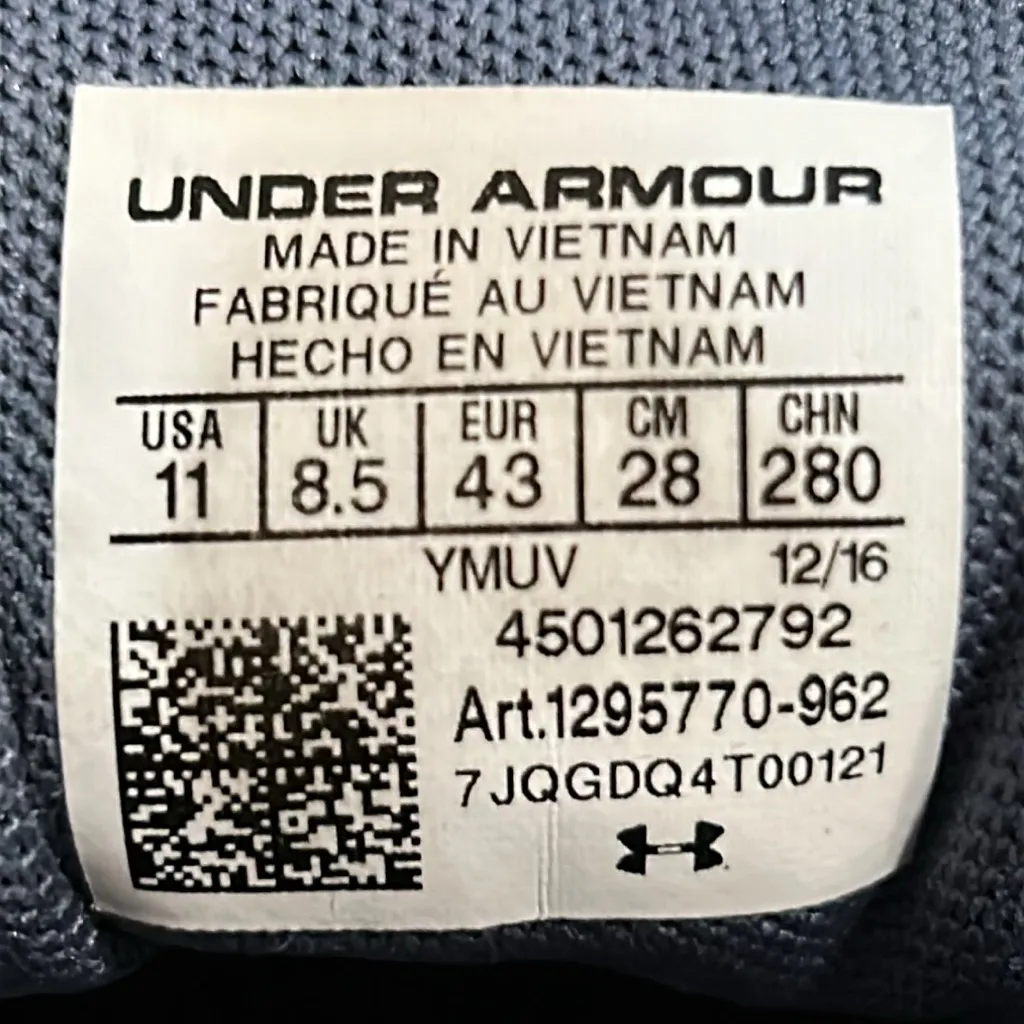 UNDER ARMOUR
MADE IN VIETNAM
FABRIQUÉ AU VIETNAM
HECHO EN VIETNAM
USA UK EUR CM CHN
11 8.5 43 28 280
YMUV 12/16
4501262792
Art.1295770-962
7JQGDQ4T00121